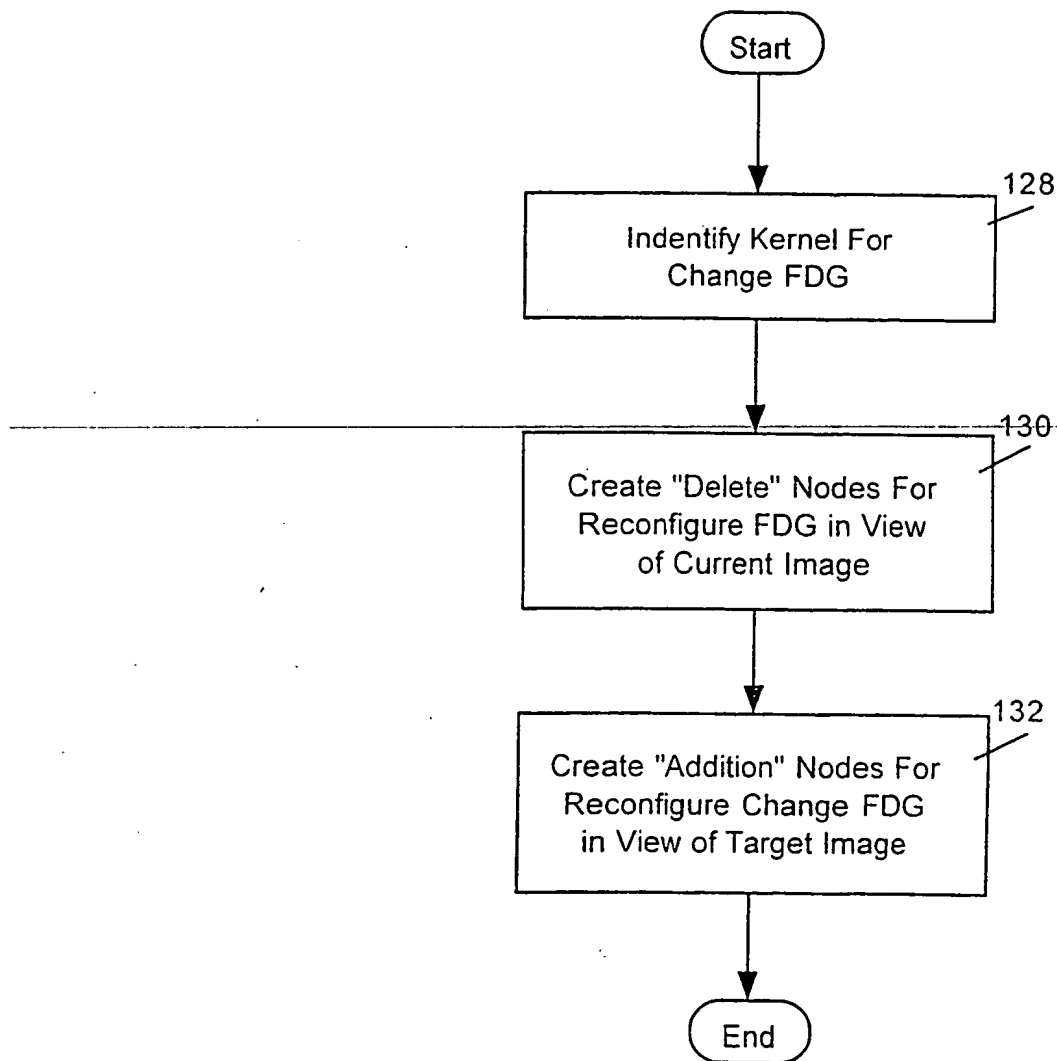 Start
128
Indentify Kernel For
Change FDG
130
Create "Delete" Nodes For
Reconfigure FDG in View
of Current Image
132
Create "Addition" Nodes For
Reconfigure Change FDG
in View of Target Image
End